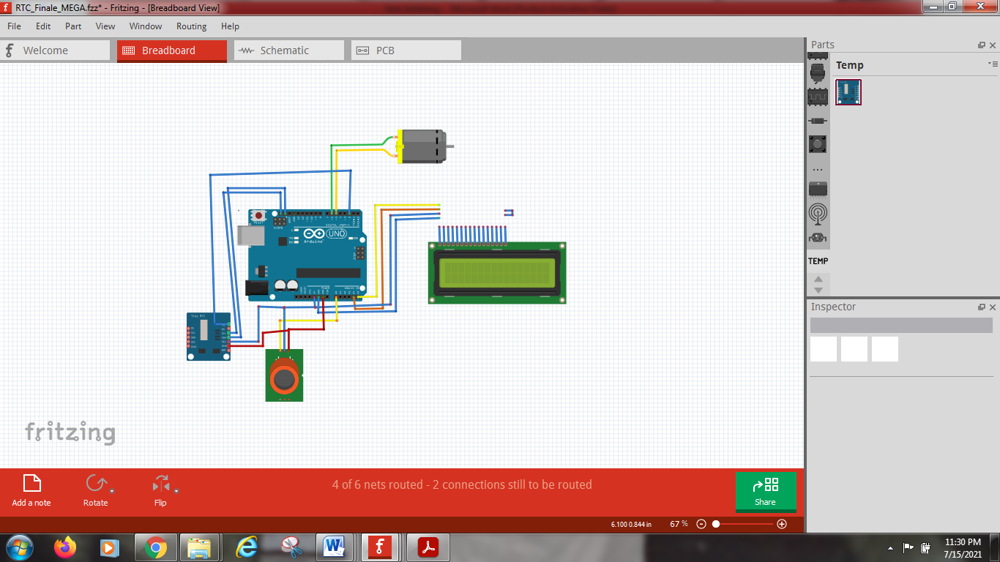 RTC_Finale_MEGA.fzz* - Fritzing - [Breadboard View]
File Edit Part View Window Routing Help
Welcome Breadboard Schematic PCB
Parts
Temp
...
TEMP
Inspector
UNO
Arduino
Tiny RTC
fritzing
Add a note Rotate Flip
4 of 6 nets routed - 2 connections still to be routed
Share
6.100 0.844 in 67 %
11:30 PM
7/15/2021